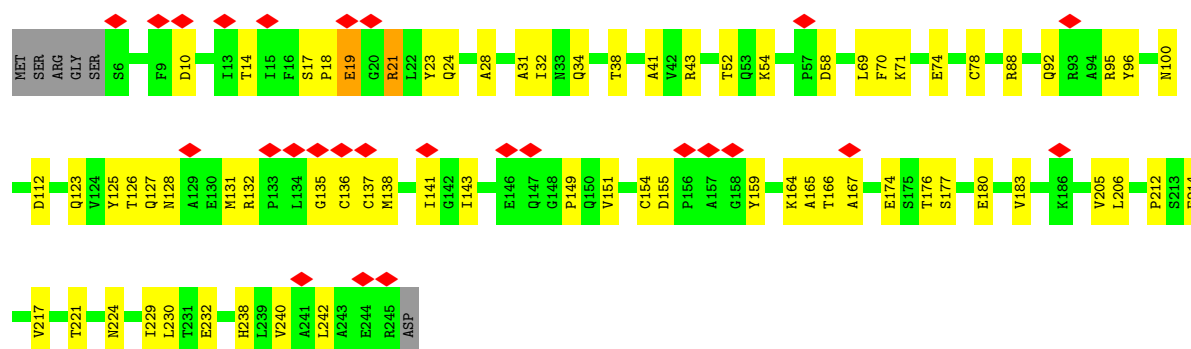 MET SER ARG GLY SER S6 F9 D10 I13 T14 I15 F16 S17 P18 E19 G20 R21 L22 Y23 Q24 A28 A31 I32 N33 Q34 T38 A41 V42 R43 T52 Q53 K54 P57 D58 L69 F70 K71 E74 C78 R88 Q92 R93 A94 R95 Y96 N100
D112 Q123 V124 Y125 T126 Q127 N128 A129 E130 M131 R132 P133 L134 G135 C136 C137 M138 I141 G142 I143 E146 Q147 G148 P149 Q150 V151 C154 D155 P156 A157 G158 Y159 K164 A165 T166 A167 E174 S175 T176 S177 E180 V183 K186 V205 L206 P212 S213
V217 T221 N224 I229 L230 T231 E232 H238 L239 V240 A241 L242 A243 E244 R245 ASP